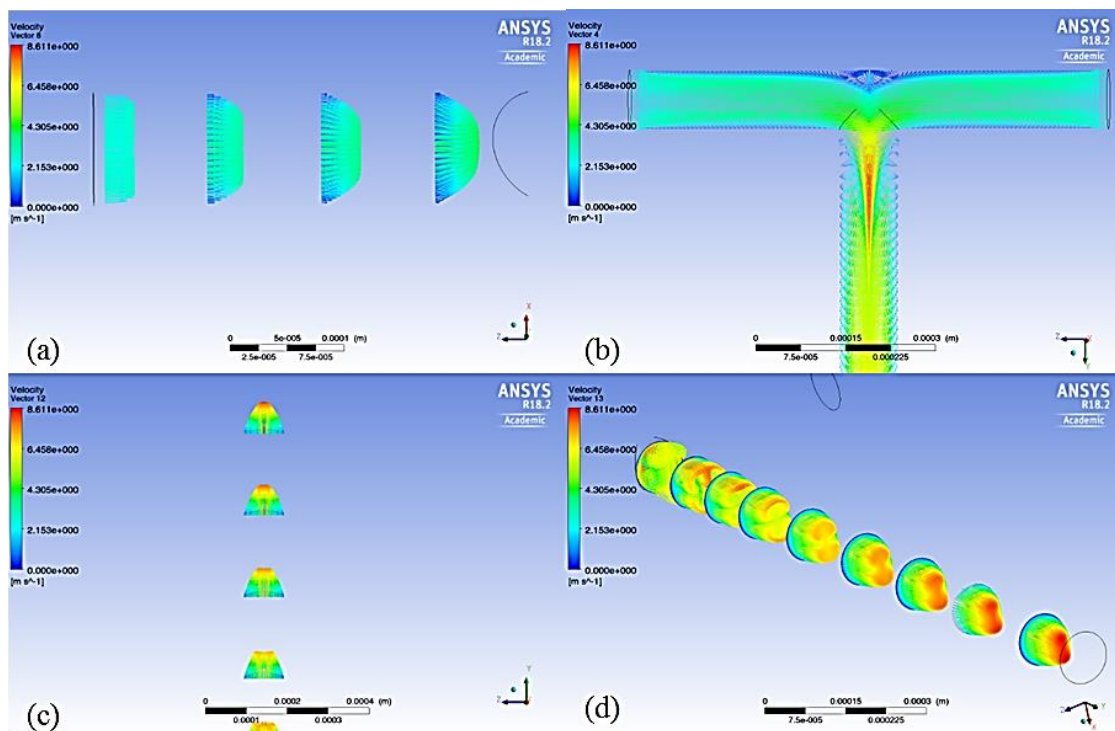 Velocity
Vector 8
8.611e+000
6.458e+000
4.305e+000
2.153e+000
0.000e+000
[m s^-1]
ANSYS
R18.2
Academic
X
Z
0 5e-005 0.0001 (m)
2.5e-005 7.5e-005
(a)
Velocity
Vector 4
8.611e+000
6.458e+000
4.305e+000
2.153e+000
0.000e+000
[m s^-1]
ANSYS
R18.2
Academic
Z
Y
0 0.00015 0.0003 (m)
7.5e-005 0.000225
(b)
Velocity
Vector 12
8.611e+000
6.458e+000
4.305e+000
2.153e+000
0.000e+000
[m s^-1]
ANSYS
R18.2
Academic
Y
Z
0 0.0002 0.0004 (m)
0.0001 0.0003
(c)
Velocity
Vector 13
8.611e+000
6.458e+000
4.305e+000
2.153e+000
0.000e+000
[m s^-1]
ANSYS
R18.2
Academic
Z
Y
X
0 0.00015 0.0003 (m)
7.5e-005 0.000225
(d)